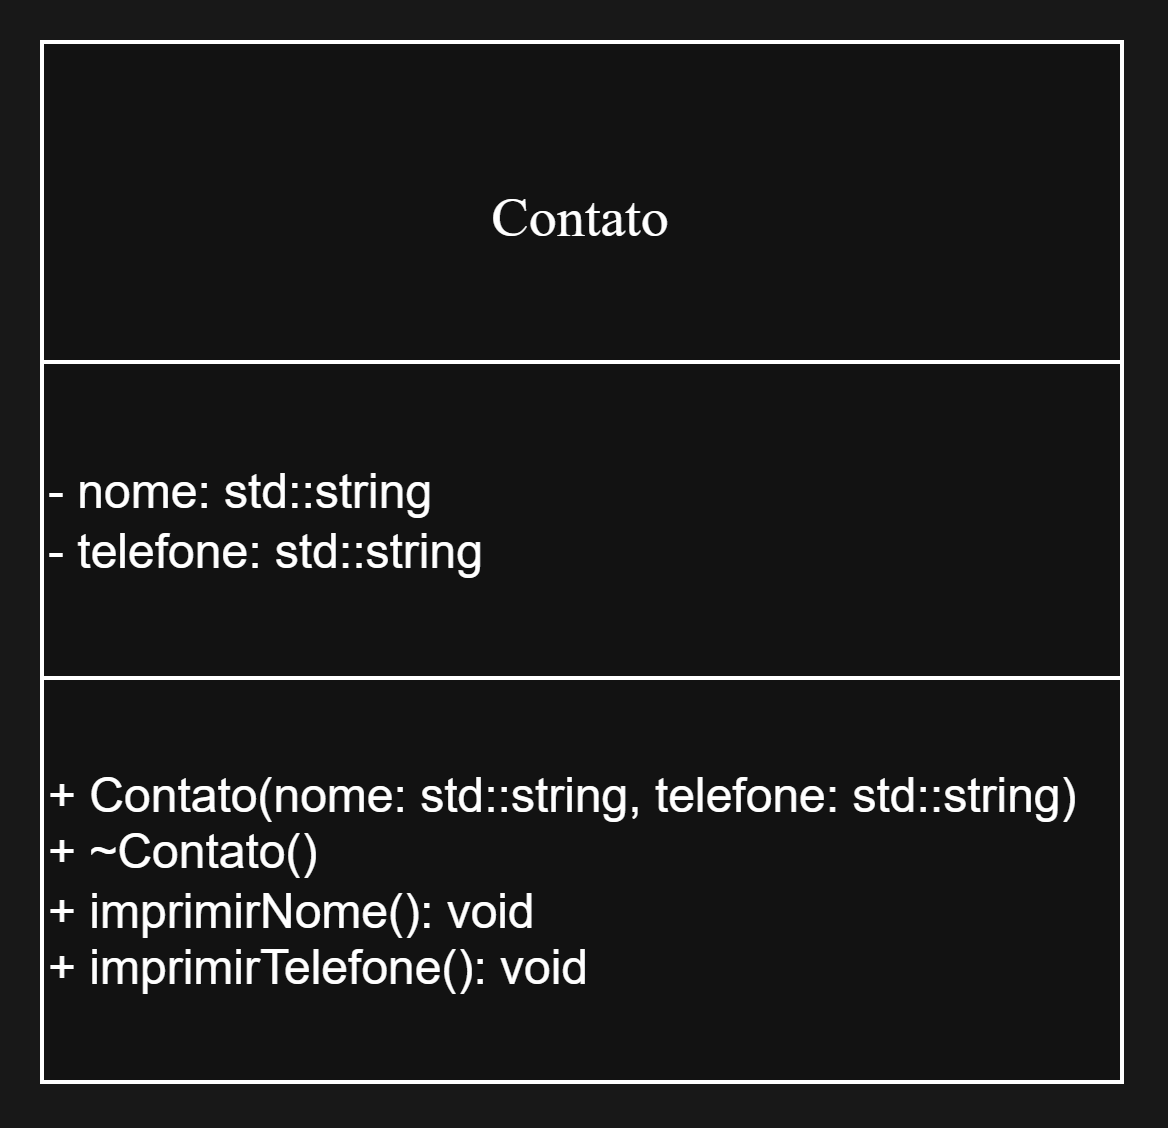 Contato
- nome: std::string
- telefone: std::string
+ Contato(nome: std::string, telefone: std::string)
+ ~Contato()
+ imprimirNome(): void
+ imprimirTelefone(): void